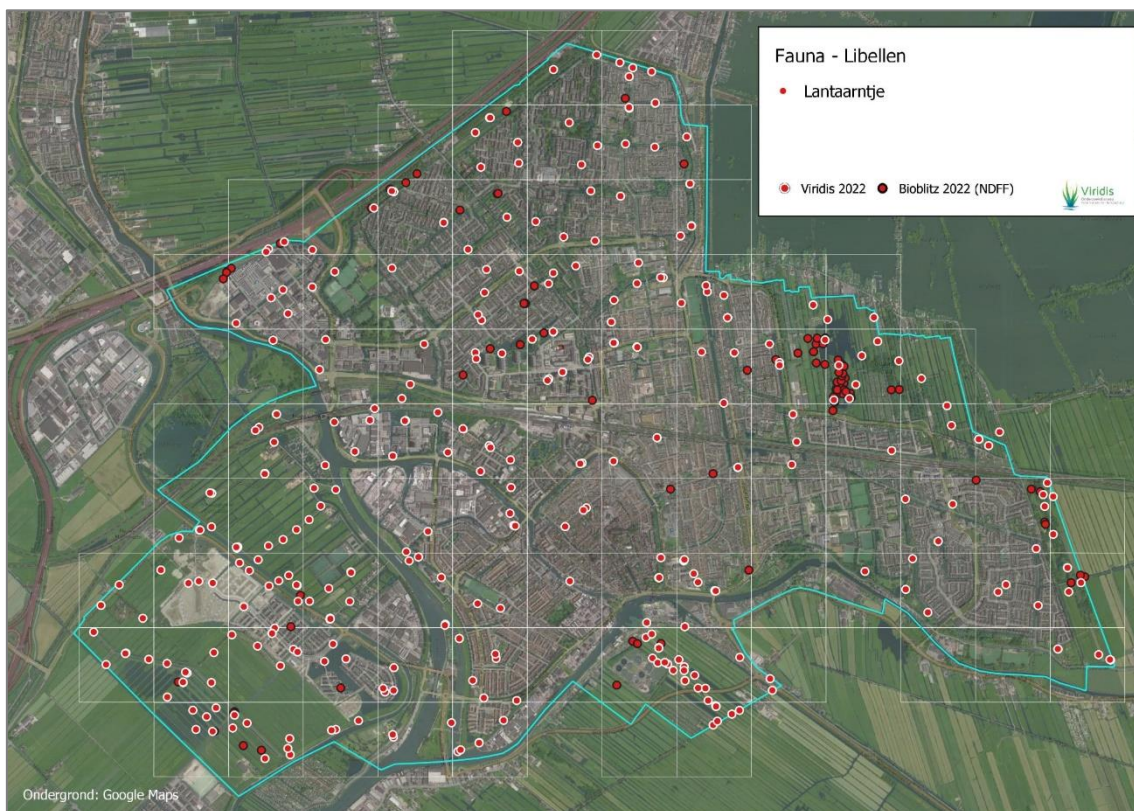 Fauna - Libellen
Lantaarntje
Viridis 2022
Bioblitz 2022 (NDFF)
Viridis
Ondergrond: Google Maps